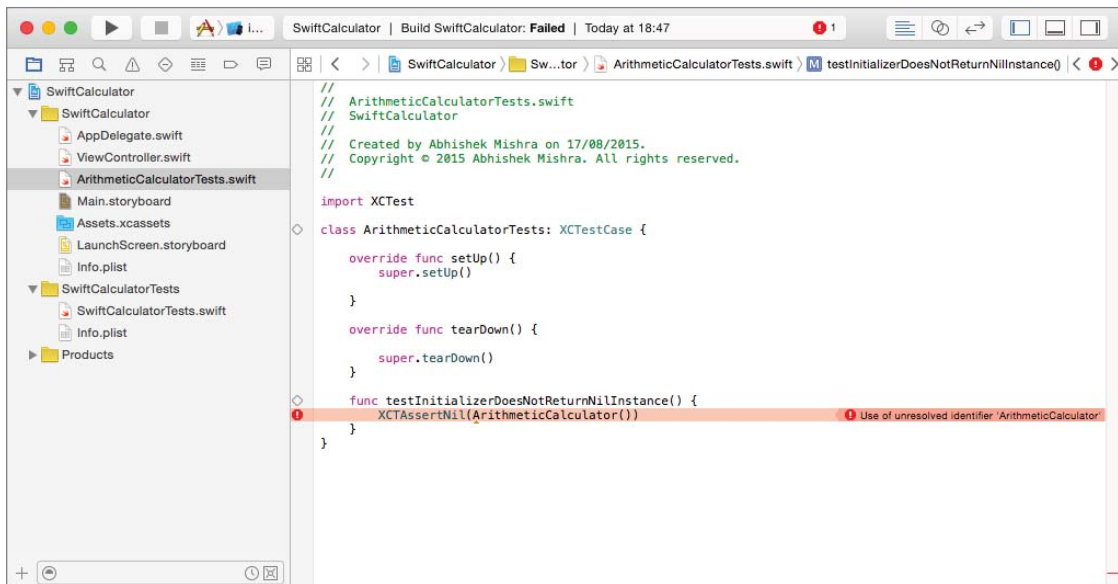 i...
SwiftCalculator | Build SwiftCalculator: Failed | Today at 18:47
1
SwiftCalculator
Sw...tor
ArithmeticCalculatorTests.swift
M
testInitializerDoesNotReturnNilInstance()
SwiftCalculator
SwiftCalculator
AppDelegate.swift
ViewController.swift
ArithmeticCalculatorTests.swift
Main.storyboard
Assets.xcassets
LaunchScreen.storyboard
Info.plist
SwiftCalculatorTests
SwiftCalculatorTests.swift
Info.plist
Products
//
// ArithmeticCalculatorTests.swift
// SwiftCalculator
//
// Created by Abhishek Mishra on 17/08/2015.
// Copyright © 2015 Abhishek Mishra. All rights reserved.
//
import XCTest
class ArithmeticCalculatorTests: XCTestCase {
override func setUp() {
super.setUp()
}
override func tearDown() {
super.tearDown()
}
func testInitializerDoesNotReturnNilInstance() {
XCTAssertNil(ArithmeticCalculator())
Use of unresolved identifier 'ArithmeticCalculator'
}
}